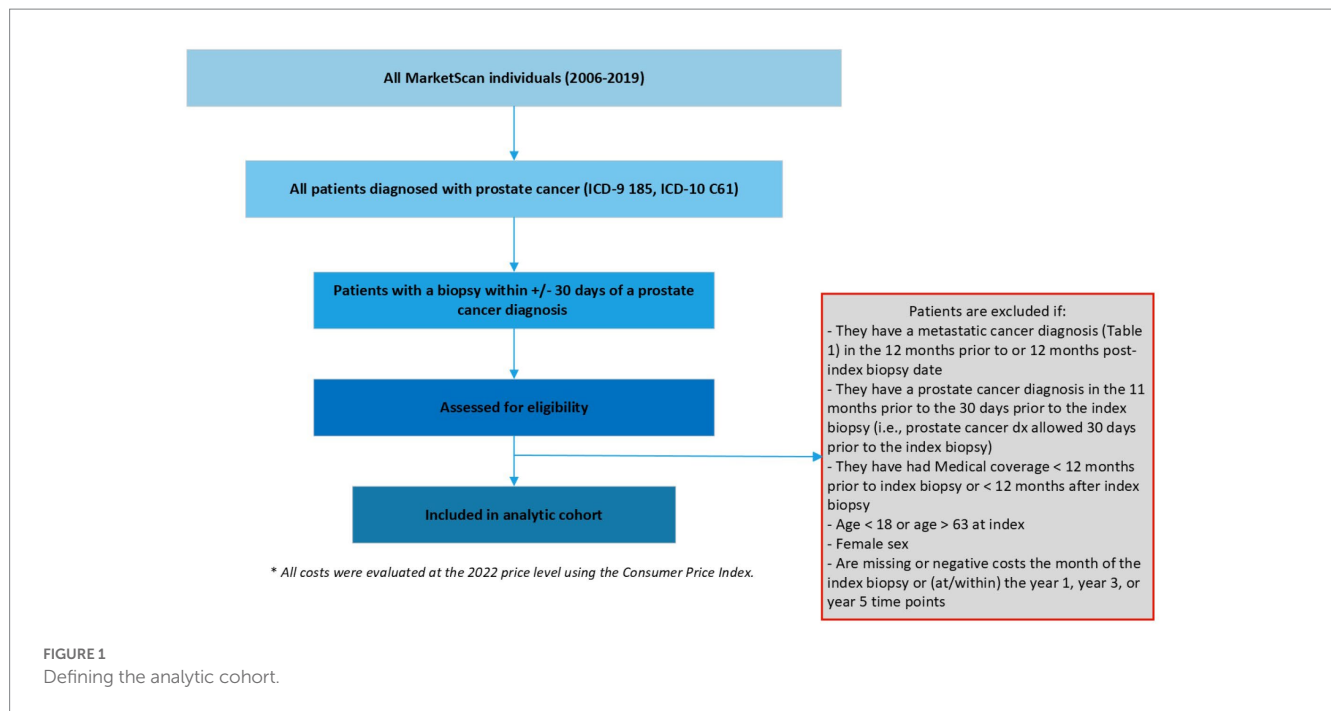 All MarketScan individuals (2006-2019)
All patients diagnosed with prostate cancer (ICD-9 185, ICD-10 C61)
Patients with a biopsy within +/- 30 days of a prostate
cancer diagnosis
Assessed for eligibility
Included in analytic cohort
* All costs were evaluated at the 2022 price level using the Consumer Price Index.
Patients are excluded if:
- They have a metastatic cancer diagnosis (Table
1) in the 12 months prior to or 12 months post-
index biopsy date
- They have a prostate cancer diagnosis in the 11
months prior to the 30 days prior to the index
biopsy (i.e., prostate cancer dx allowed 30 days
prior to the index biopsy)
- They have had Medical coverage < 12 months
prior to index biopsy or < 12 months after index
biopsy
- Age < 18 or age > 63 at index
- Female sex
- Are missing or negative costs the month of the
index biopsy or (at/within) the year 1, year 3, or
year 5 time points
FIGURE 1
Defining the analytic cohort.